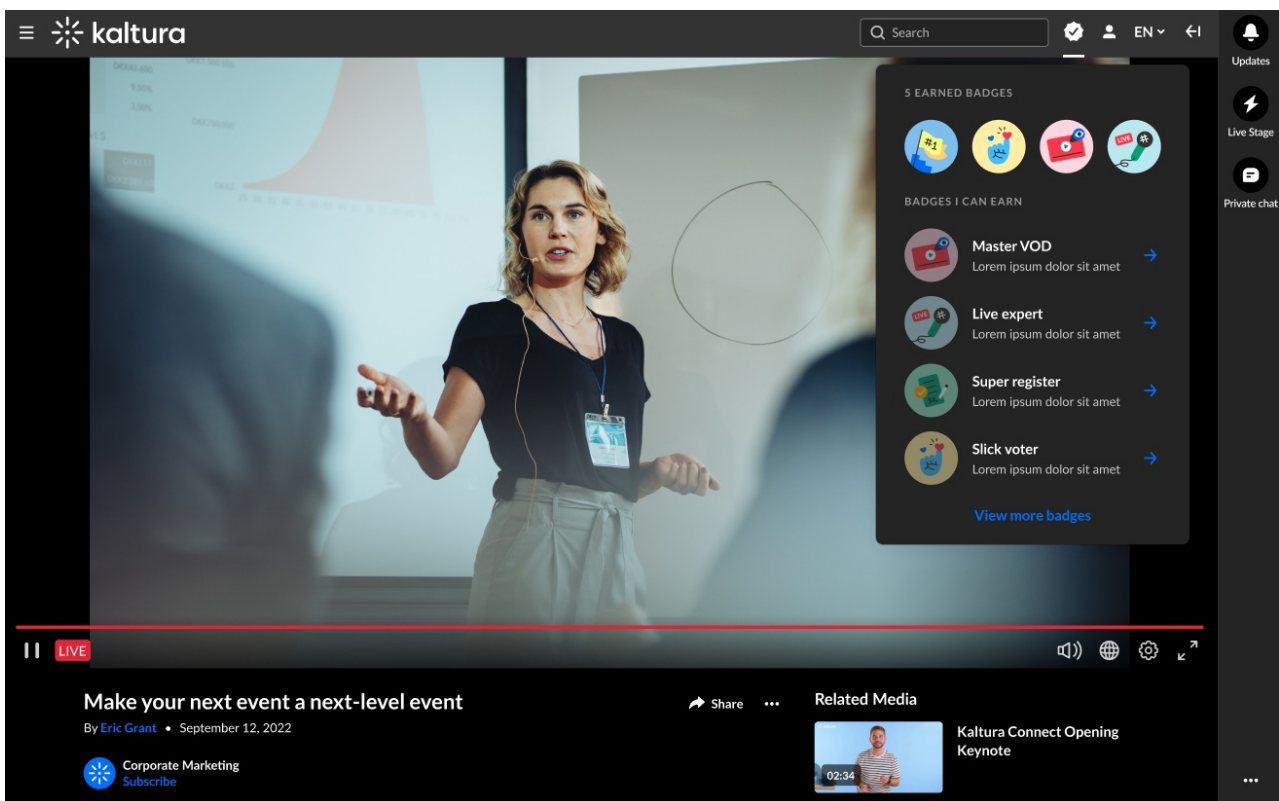 kaltura
Search
EN
Updates
Live Stage
Private chat
5 EARNED BADGES
#1
LIVE
#
BADGES I CAN EARN
Master VOD
Lorem ipsum dolor sit amet
LIVE
#
Live expert
Lorem ipsum dolor sit amet
Super register
Lorem ipsum dolor sit amet
Slick voter
Lorem ipsum dolor sit amet
View more badges
LIVE
Make your next event a next-level event
Share
By Eric Grant • September 12, 2022
Corporate Marketing
Subscribe
Related Media
02:34
Kaltura Connect Opening
Keynote